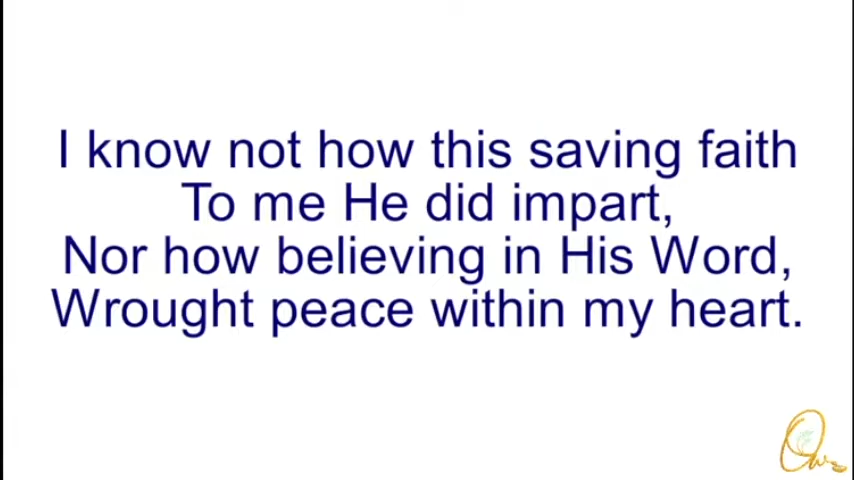 I know not how this saving faith
To me He did impart,
Nor how believing in His Word,
Wrought peace within my heart.